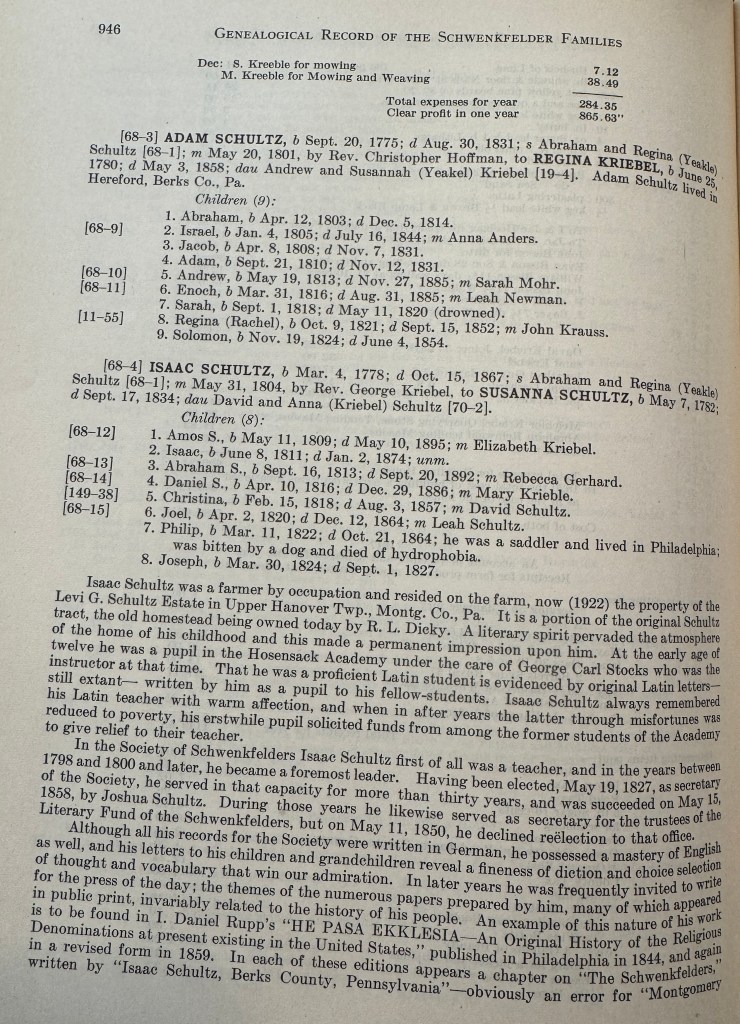 946
GENEALOGICAL RECORD OF THE SCHWENKFELDER FAMILIES
Dec: S. Kreeble for mowing 7.12
M. Kreeble for Mowing and Weaving 38.49
Total expenses for year 284.35
Clear profit in one year 865.63"
[68-3] ADAM SCHULTZ, b Sept. 20, 1775; d Aug. 30, 1831; s Abraham and Regina (Yeakle)
Schultz [68-1]; m May 20, 1801, by Rev. Christopher Hoffman, to REGINA KRIEBEL, b June 25,
1780; d May 3, 1858; dau Andrew and Susannah (Yeakel) Kriebel [19-4]. Adam Schultz lived in
Hereford, Berks Co., Pa.
Children (9):
1. Abraham, b Apr. 12, 1803; d Dec. 5, 1814.
[68-9] 2. Israel, b Jan. 4, 1805; d July 16, 1844; m Anna Anders.
3. Jacob, b Apr. 8, 1808; d Nov. 7, 1831.
4. Adam, b Sept. 21, 1810; d Nov. 12, 1831.
[68-10] 5. Andrew, b May 19, 1813; d Nov. 27, 1885; m Sarah Mohr.
[68-11] 6. Enoch, b Mar. 31, 1816; d Aug. 31, 1885; m Leah Newman.
7. Sarah, b Sept. 1, 1818; d May 11, 1820 (drowned).
[11-55] 8. Regina (Rachel), b Oct. 9, 1821; d Sept. 15, 1852; m John Krauss.
9. Solomon, b Nov. 19, 1824; d June 4, 1854.
[68-4] ISAAC SCHULTZ, b Mar. 4, 1778; d Oct. 15, 1867; s Abraham and Regina (Yeakle)
Schultz [68-1]; m May 31, 1804, by Rev. George Kriebel, to SUSANNA SCHULTZ, b May 7, 1782;
d Sept. 17, 1834; dau David and Anna (Kriebel) Schultz [70-2].
Children (8):
[68-12] 1. Amos S., b May 11, 1809; d May 10, 1895; m Elizabeth Kriebel.
2. Isaac, b June 8, 1811; d Jan. 2, 1874; unm.
[68-13] 3. Abraham S., b Sept. 16, 1813; d Sept. 20, 1892; m Rebecca Gerhard.
[68-14] 4. Daniel S., b Apr. 10, 1816; d Dec. 29, 1886; m Mary Krieble.
[149-38] 5. Christina, b Feb. 15, 1818; d Aug. 3, 1857; m David Schultz.
[68-15] 6. Joel, b Apr. 2, 1820; d Dec. 12, 1864; m Leah Schultz.
7. Philip, b Mar. 11, 1822; d Oct. 21, 1864; he was a saddler and lived in Philadelphia;
was bitten by a dog and died of hydrophobia.
8. Joseph, b Mar. 30, 1824; d Sept. 1, 1827.
Isaac Schultz was a farmer by occupation and resided on the farm, now (1922) the property of the
Levi G. Schultz Estate in Upper Hanover Twp., Montg. Co., Pa. It is a portion of the original Schultz
tract, the old homestead being owned today by R. L. Dicky. A literary spirit pervaded the atmosphere
of the home of his childhood and this made a permanent impression upon him. At the early age of
twelve he was a pupil in the Hosensack Academy under the care of George Carl Stocks who was the
instructor at that time. That he was a proficient Latin student is evidenced by original Latin letters—
still extant— written by him as a pupil to his fellow-students. Isaac Schultz always remembered
his Latin teacher with warm affection, and when in after years the latter through misfortunes was
reduced to poverty, his erstwhile pupil solicited funds from among the former students of the Academy
to give relief to their teacher.
In the Society of Schwenkfelders Isaac Schultz first of all was a teacher, and in the years between
1798 and 1800 and later, he became a foremost leader. Having been elected, May 19, 1827, as secretary
of the Society, he served in that capacity for more than thirty years, and was succeeded on May 15,
1858, by Joshua Schultz. During those years he likewise served as secretary for the trustees of the
Literary Fund of the Schwenkfelders, but on May 11, 1850, he declined reëlection to that office.
Although all his records for the Society were written in German, he possessed a mastery of English
as well, and his letters to his children and grandchildren reveal a fineness of diction and choice selection
of thought and vocabulary that win our admiration. In later years he was frequently invited to write
for the press of the day; the themes of the numerous papers prepared by him, many of which appeared
in public print, invariably related to the history of his people. An example of this nature of his work
is to be found in I. Daniel Rupp's "HE PASA EKKLESIA—An Original History of the Religious
Denominations at present existing in the United States," published in Philadelphia in 1844, and again
in a revised form in 1859. In each of these editions appears a chapter on "The Schwenkfelders,"
written by "Isaac Schultz, Berks County, Pennsylvania"—obviously an error for "Montgomery